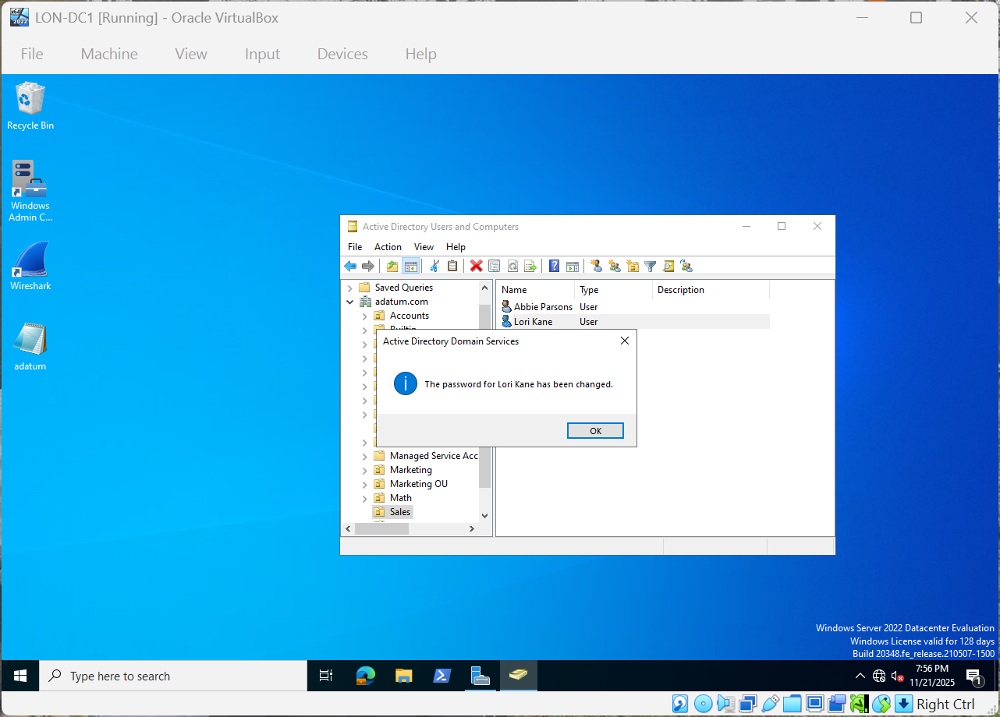 LON-DC1 [Running] - Oracle VirtualBox
File Machine View Input Devices Help
Recycle Bin
Windows
Admin C...
Wireshark
adatum
Active Directory Users and Computers
File Action View Help
Saved Queries
adatum.com
Accounts
Builtin
Managed Service Acc
Marketing
Marketing OU
Math
Sales
Name Type Description
Abbie Parsons User
Lori Kane User
Active Directory Domain Services
The password for Lori Kane has been changed.
OK
Windows Server 2022 Datacenter Evaluation
Windows License valid for 128 days
Build 20348.fe_release.210507-1500
Type here to search
7:56 PM
11/21/2025
1
Right Ctrl